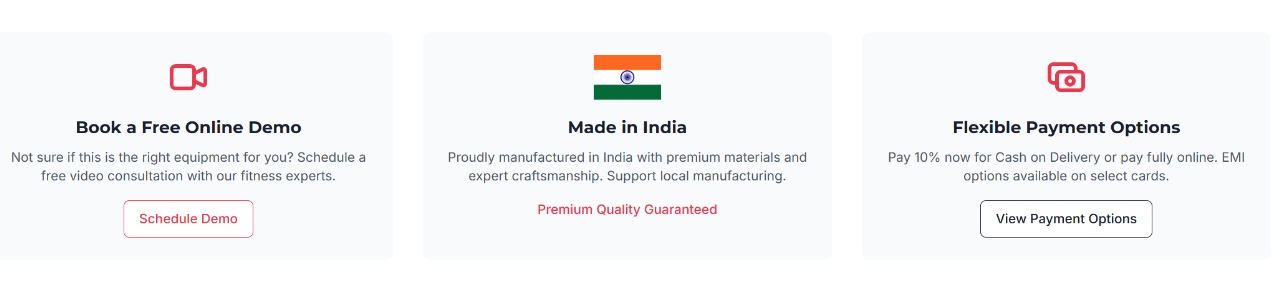 Book a Free Online Demo
Not sure if this is the right equipment for you? Schedule a
free video consultation with our fitness experts.
Schedule Demo
Made in India
Proudly manufactured in India with premium materials and
expert craftsmanship. Support local manufacturing.
Premium Quality Guaranteed
Flexible Payment Options
Pay 10% now for Cash on Delivery or pay fully online. EMI
options available on select cards.
View Payment Options